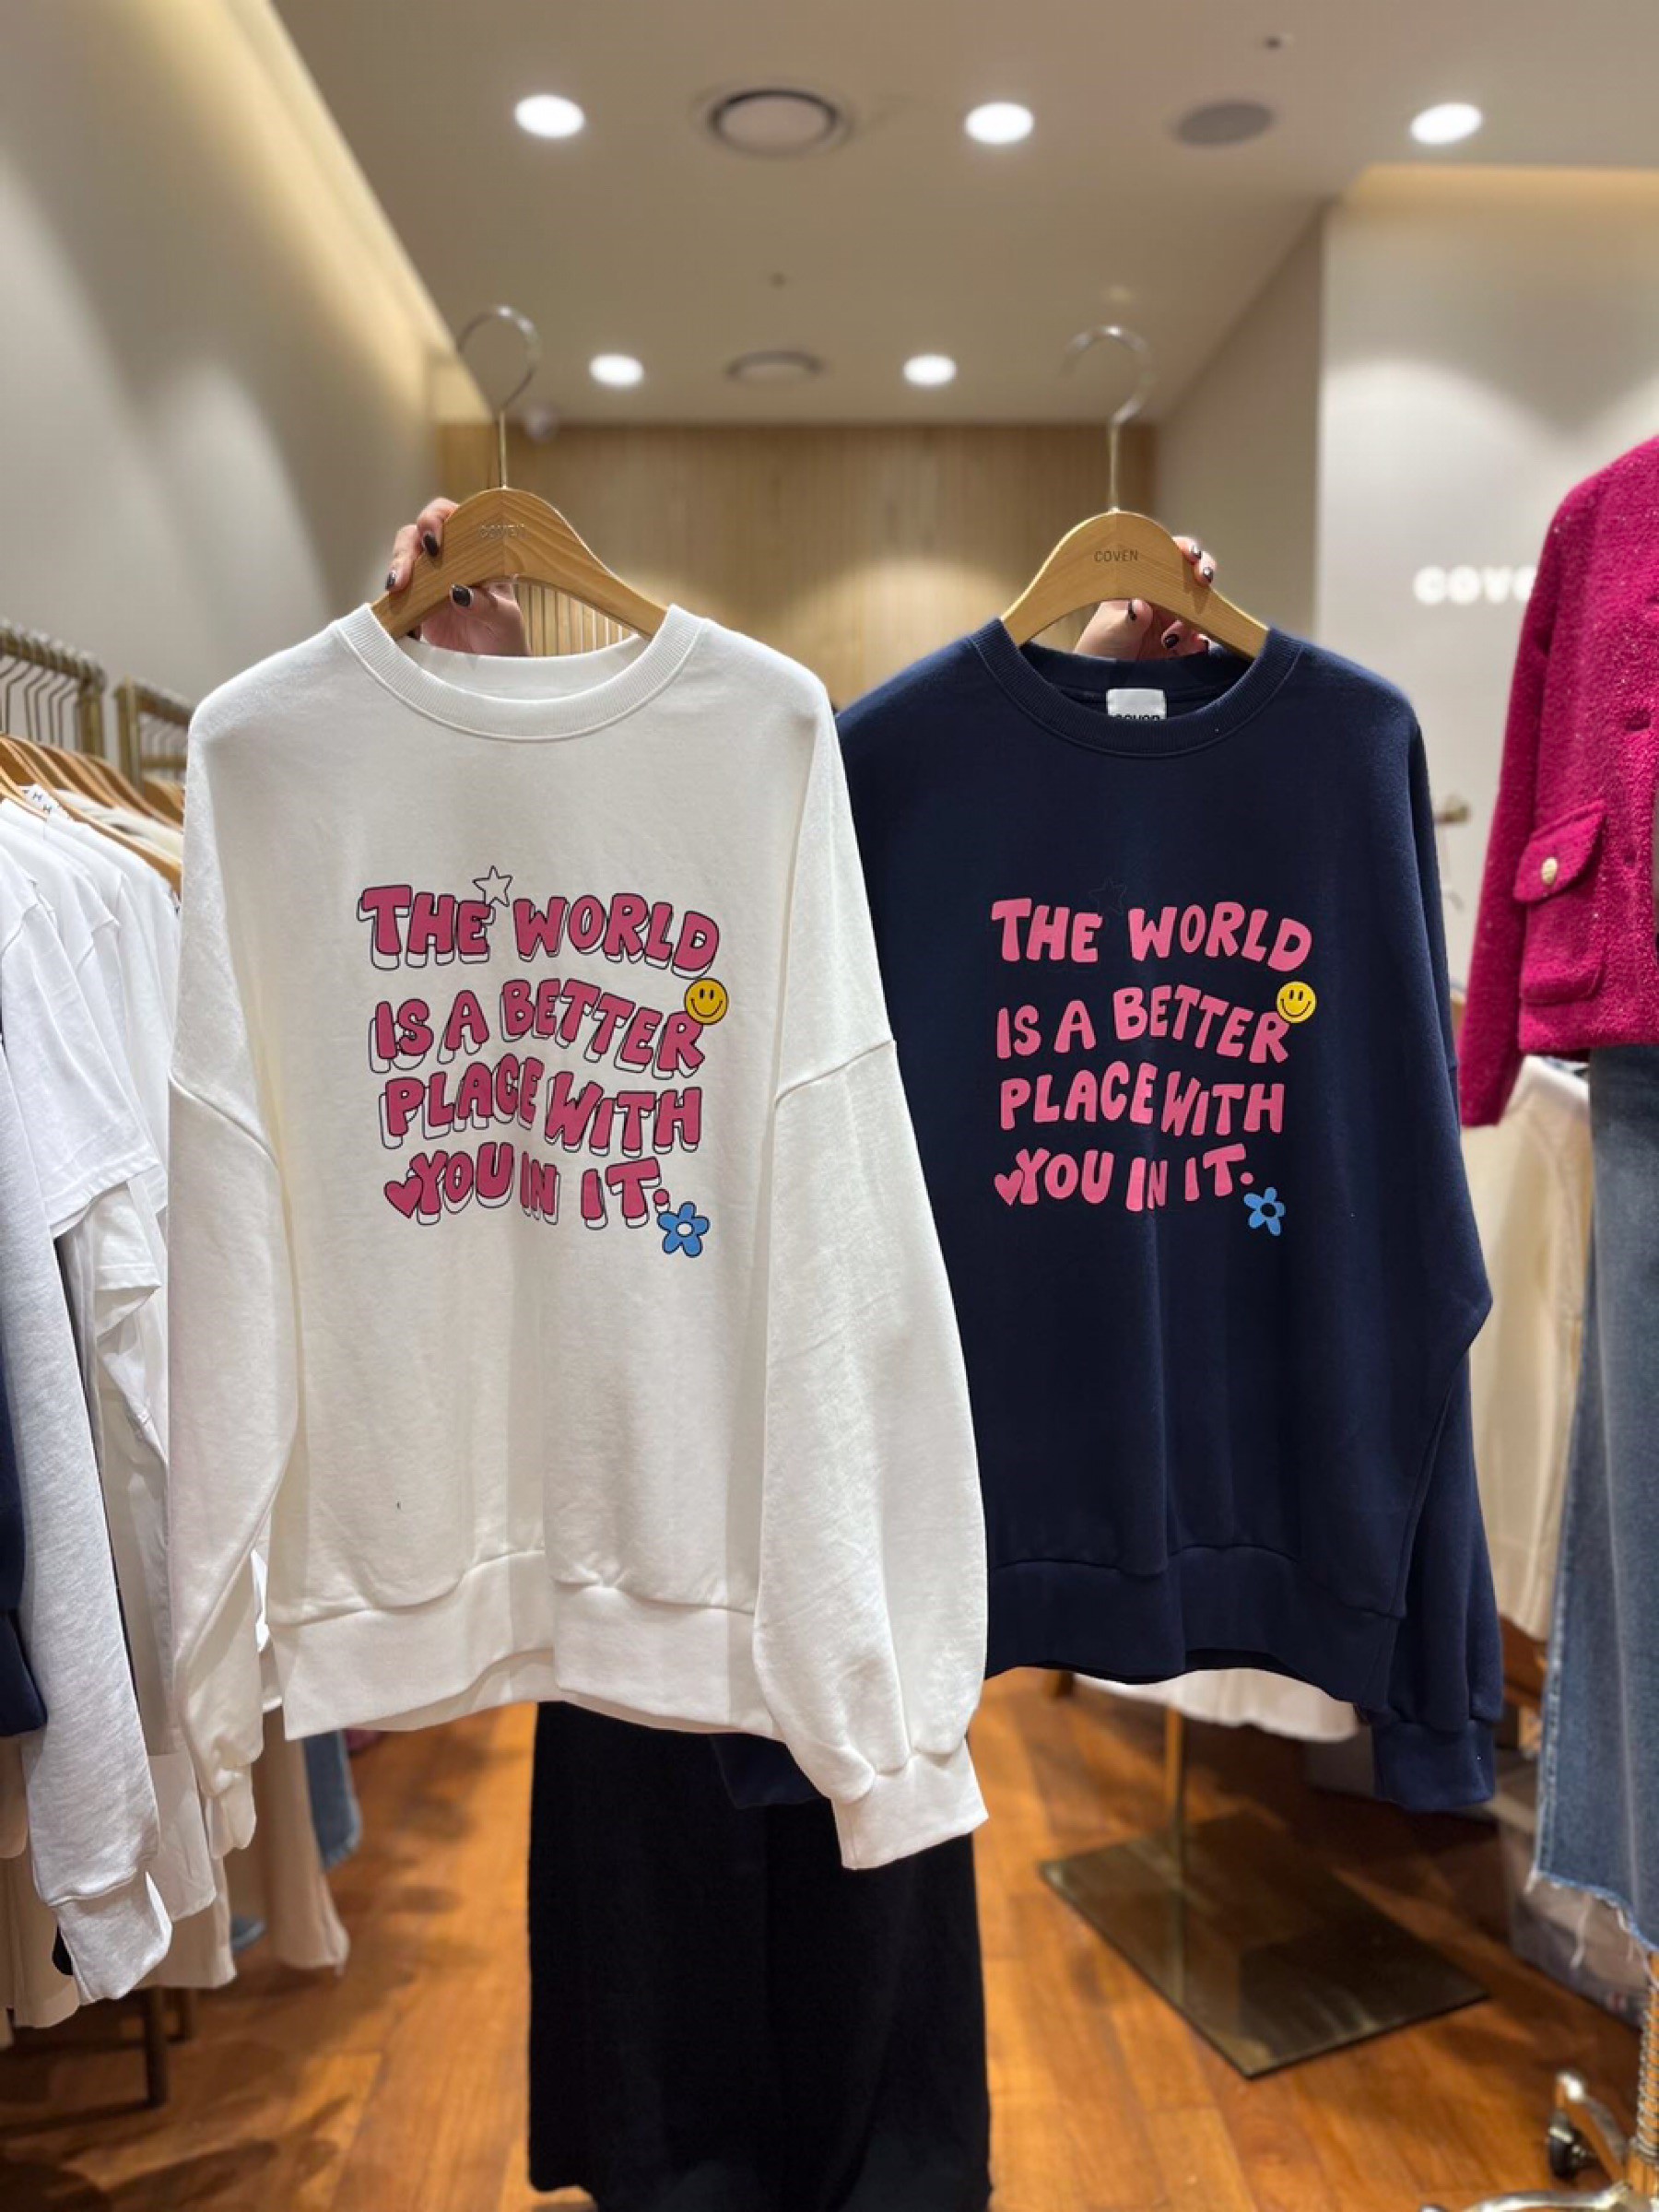 COVEN
THE WORLD
IS A BETTER
PLACE WITH
YOU IN IT.
COVEN
coven
THE WORLD
IS A BETTER
PLACE WITH
YOU IN IT.
cove